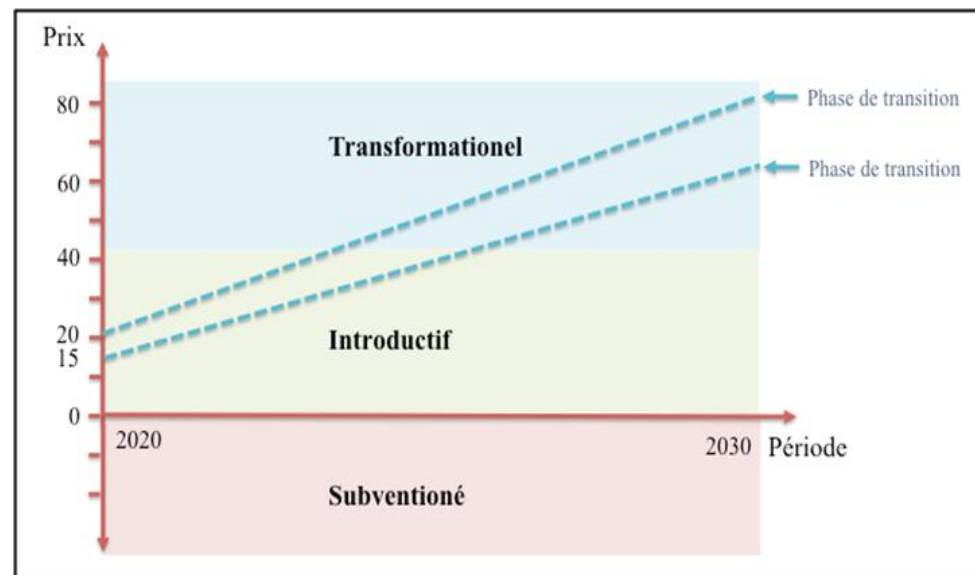 Prix
80
Phase de transition
Transformationel
60
Phase de transition
40
20
Introductif
15
0
2020
2030
Période
Subventioné